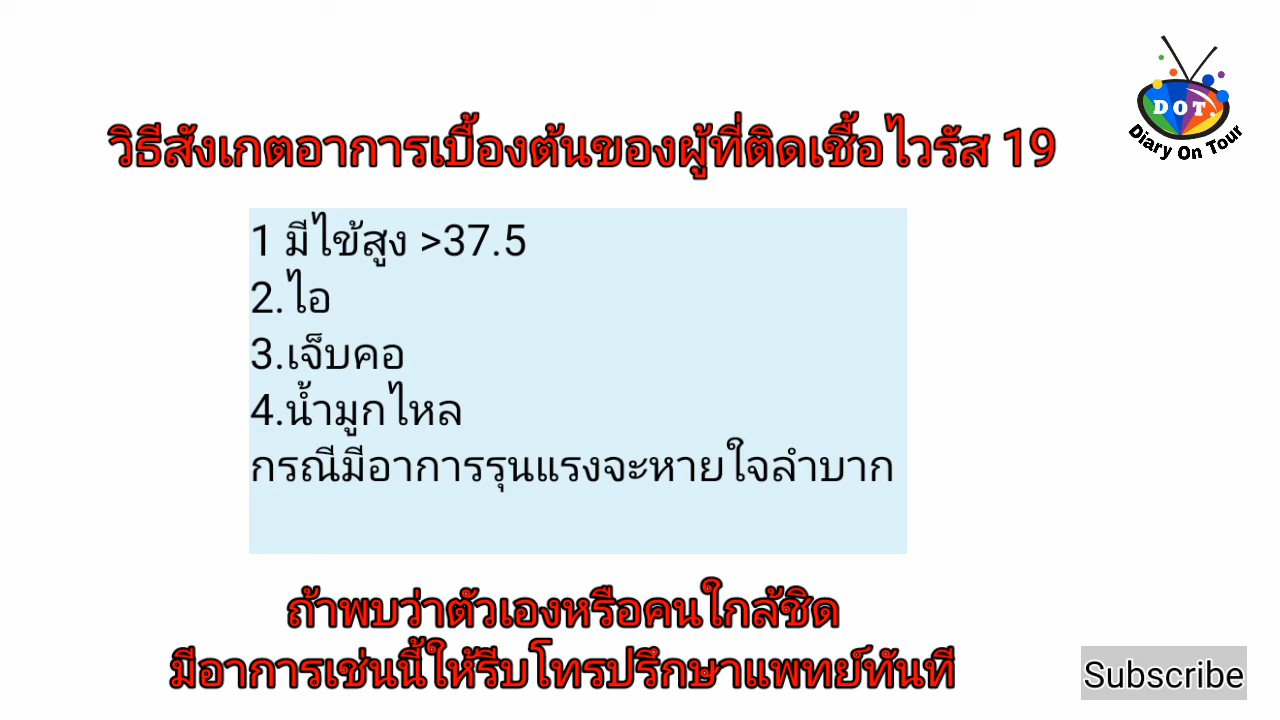 วิธีสังเกตอาการเบื้องต้นของผู้ที่ติดเชื้อไวรัส 19
1 มีไข้สูง >37.5
2.ไอ
3.เจ็บคอ
4.น้ำมูกไหล
กรณีมีอาการรุนแรงจะหายใจลำบาก
ถ้าพบว่าตัวเองหรือคนใกล้ชิด
มีอาการเช่นนี้ให้รีบโทรปรึกษาแพทย์ทันที
DOT.
Diary On Tour
Subscribe